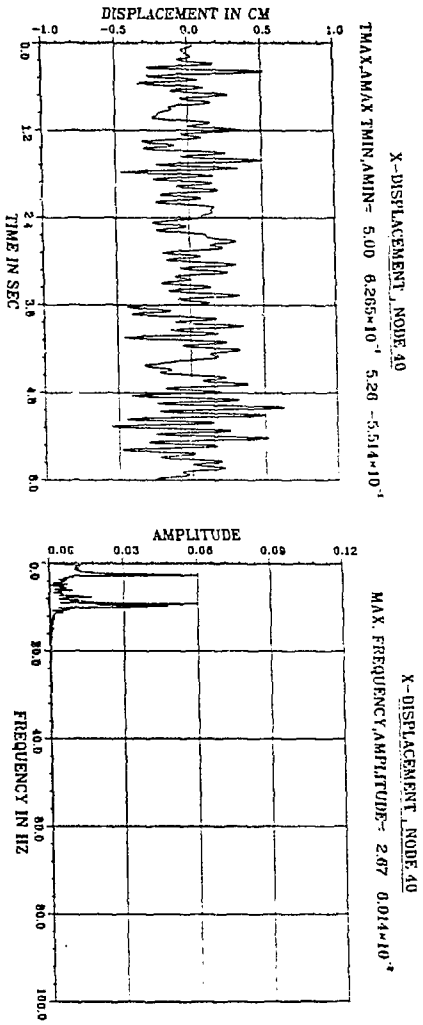 X-DISPLACEMENT , NODE 40
TMAX,AMAX TMIN,AMIN= 5.00 6.265×10⁻¹ 5.26 -5.514×10⁻¹
DISPLACEMENT IN CM
1.0
0.5
0.0
-0.5
-1.0
0.0
1.2
2.4
3.6
4.8
6.0
TIME IN SEC
X-DISPLACEMENT , NODE 40
MAX. FREQUENCY,AMPLITUDE= 2.67 6.014×10⁻²
AMPLITUDE
0.12
0.09
0.06
0.03
0.00
0.0
20.0
40.0
60.0
80.0
100.0
FREQUENCY IN HZ